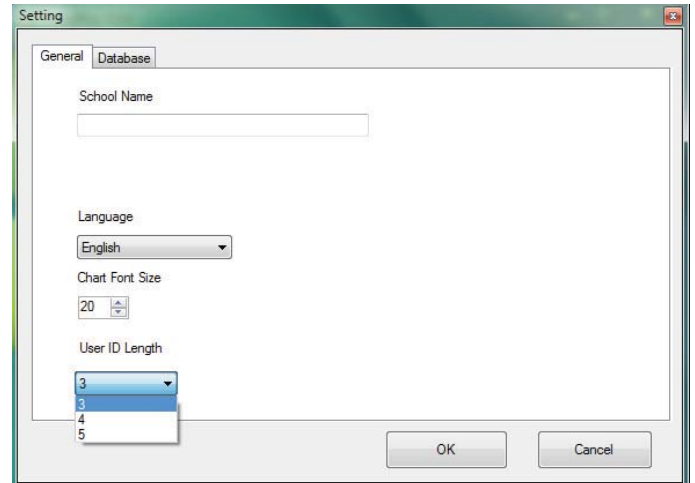 Setting
General Database
School Name
Language
English
Chart Font Size
20
User ID Length
3
3
4
5
OK Cancel